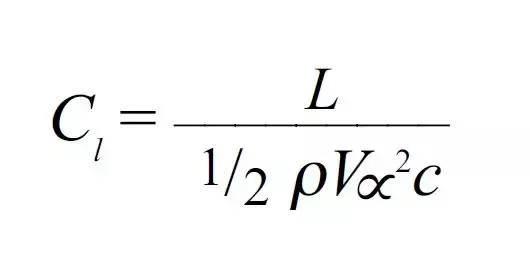 C_l = L / (1/2 ρV∝²c)